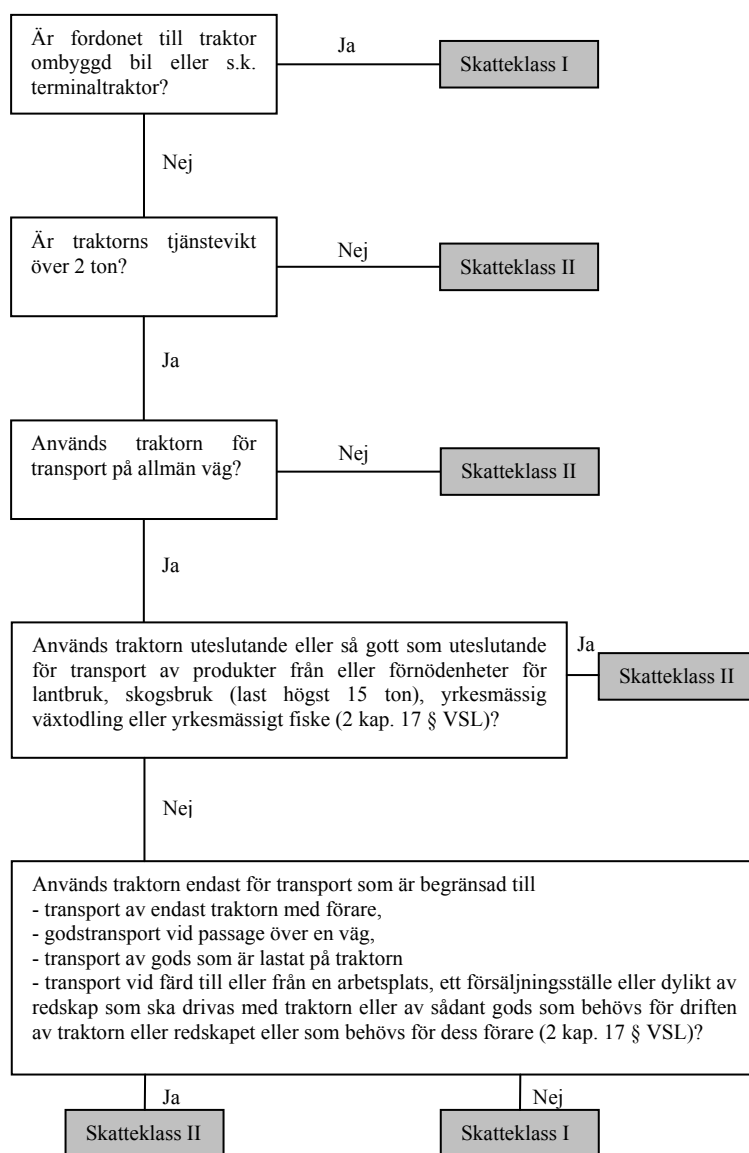 Är fordonet till traktor
ombyggd bil eller s.k.
terminaltraktor?
Ja
Skatteklass I
Nej
Är traktorns tjänstevikt
över 2 ton?
Nej
Skatteklass II
Ja
Används traktorn för
transport på allmän väg?
Nej
Skatteklass II
Ja
Används traktorn uteslutande eller så gott som uteslutande
för transport av produkter från eller förnödenheter för
lantbruk, skogsbruk (last högst 15 ton), yrkesmässig
växtodling eller yrkesmässigt fiske (2 kap. 17 § VSL)?
Ja
Skatteklass II
Nej
Används traktorn endast för transport som är begränsad till
- transport av endast traktorn med förare,
- godstransport vid passage över en väg,
- transport av gods som är lastat på traktorn
- transport vid färd till eller från en arbetsplats, ett försäljningsställe eller dylikt av
redskap som ska drivas med traktorn eller av sådant gods som behövs för driften
av traktorn eller redskapet eller som behövs för dess förare (2 kap. 17 § VSL)?
Ja
Nej
Skatteklass II
Skatteklass I